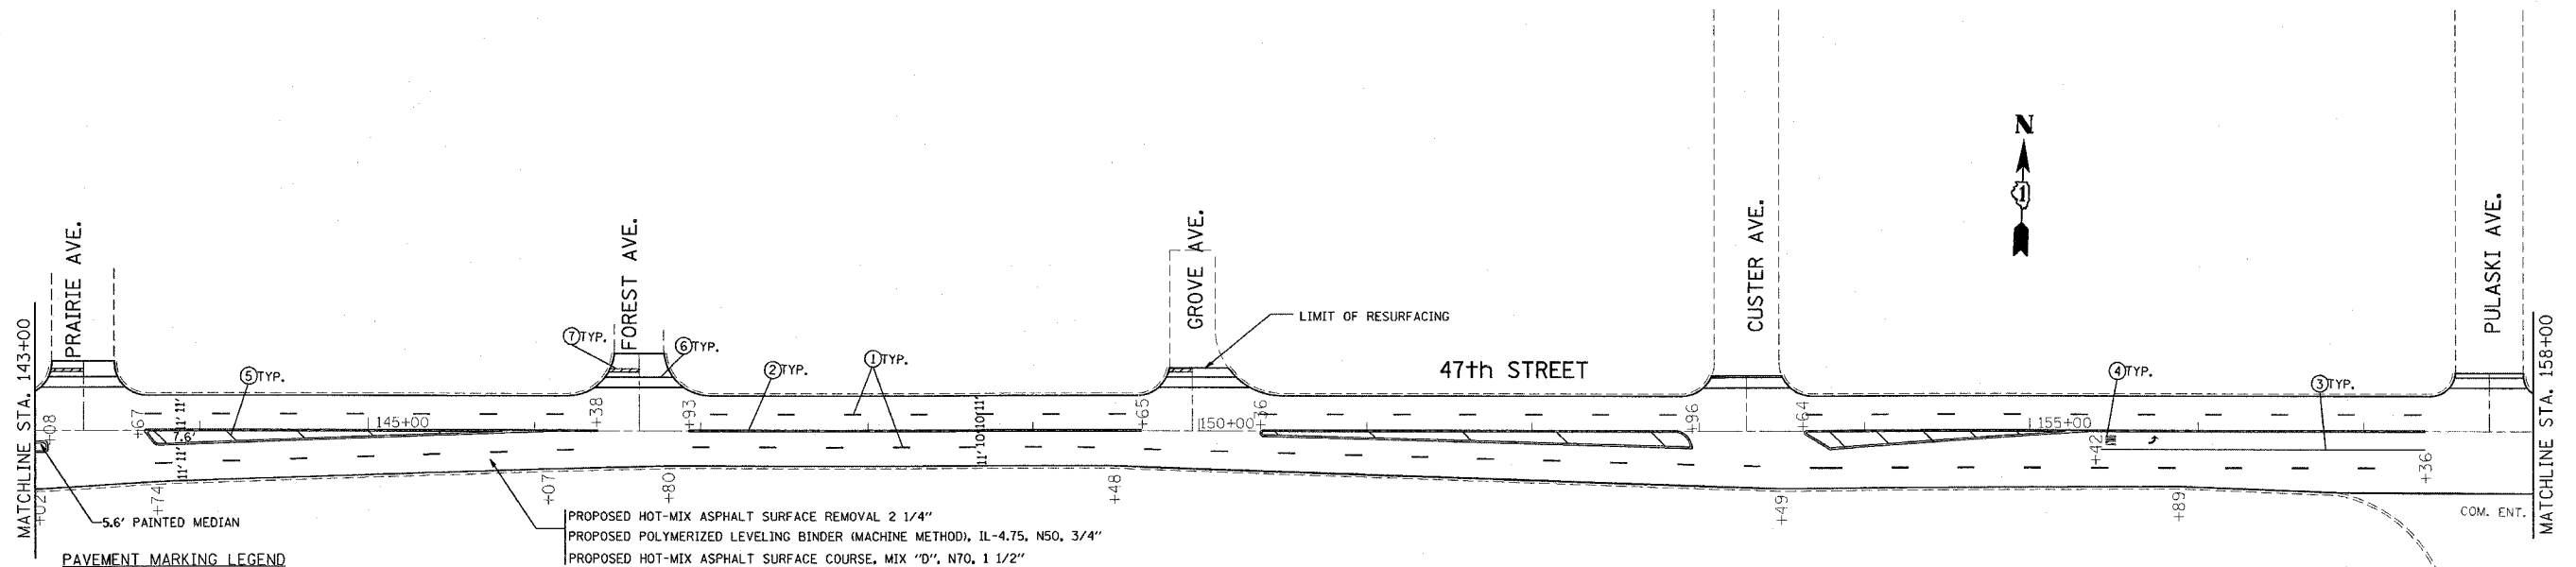 MATCHLINE STA. 143+00
PRAIRIE AVE.
FOREST AVE.
GROVE AVE.
CUSTER AVE.
PULASKI AVE.
MATCHLINE STA. 158+00
N
1
LIMIT OF RESURFACING
47th STREET
7 TYP.
6 TYP.
5 TYP.
2 TYP.
1 TYP.
4 TYP.
3 TYP.
+08
+67
11' 11'
7.6'
11' 11'
145+00
+38
+93
11' 10' 10' 11'
+65
150+00
+36
+96
+64
155+00
+42
+36
+02
+74
+07
+80
+48
+49
+89
5.6' PAINTED MEDIAN
COM. ENT.
PROPOSED HOT-MIX ASPHALT SURFACE REMOVAL 2 1/4"
PROPOSED POLYMERIZED LEVELING BINDER (MACHINE METHOD), IL-4.75, N50, 3/4"
PROPOSED HOT-MIX ASPHALT SURFACE COURSE, MIX "D", N70, 1 1/2"
PAVEMENT MARKING LEGEND